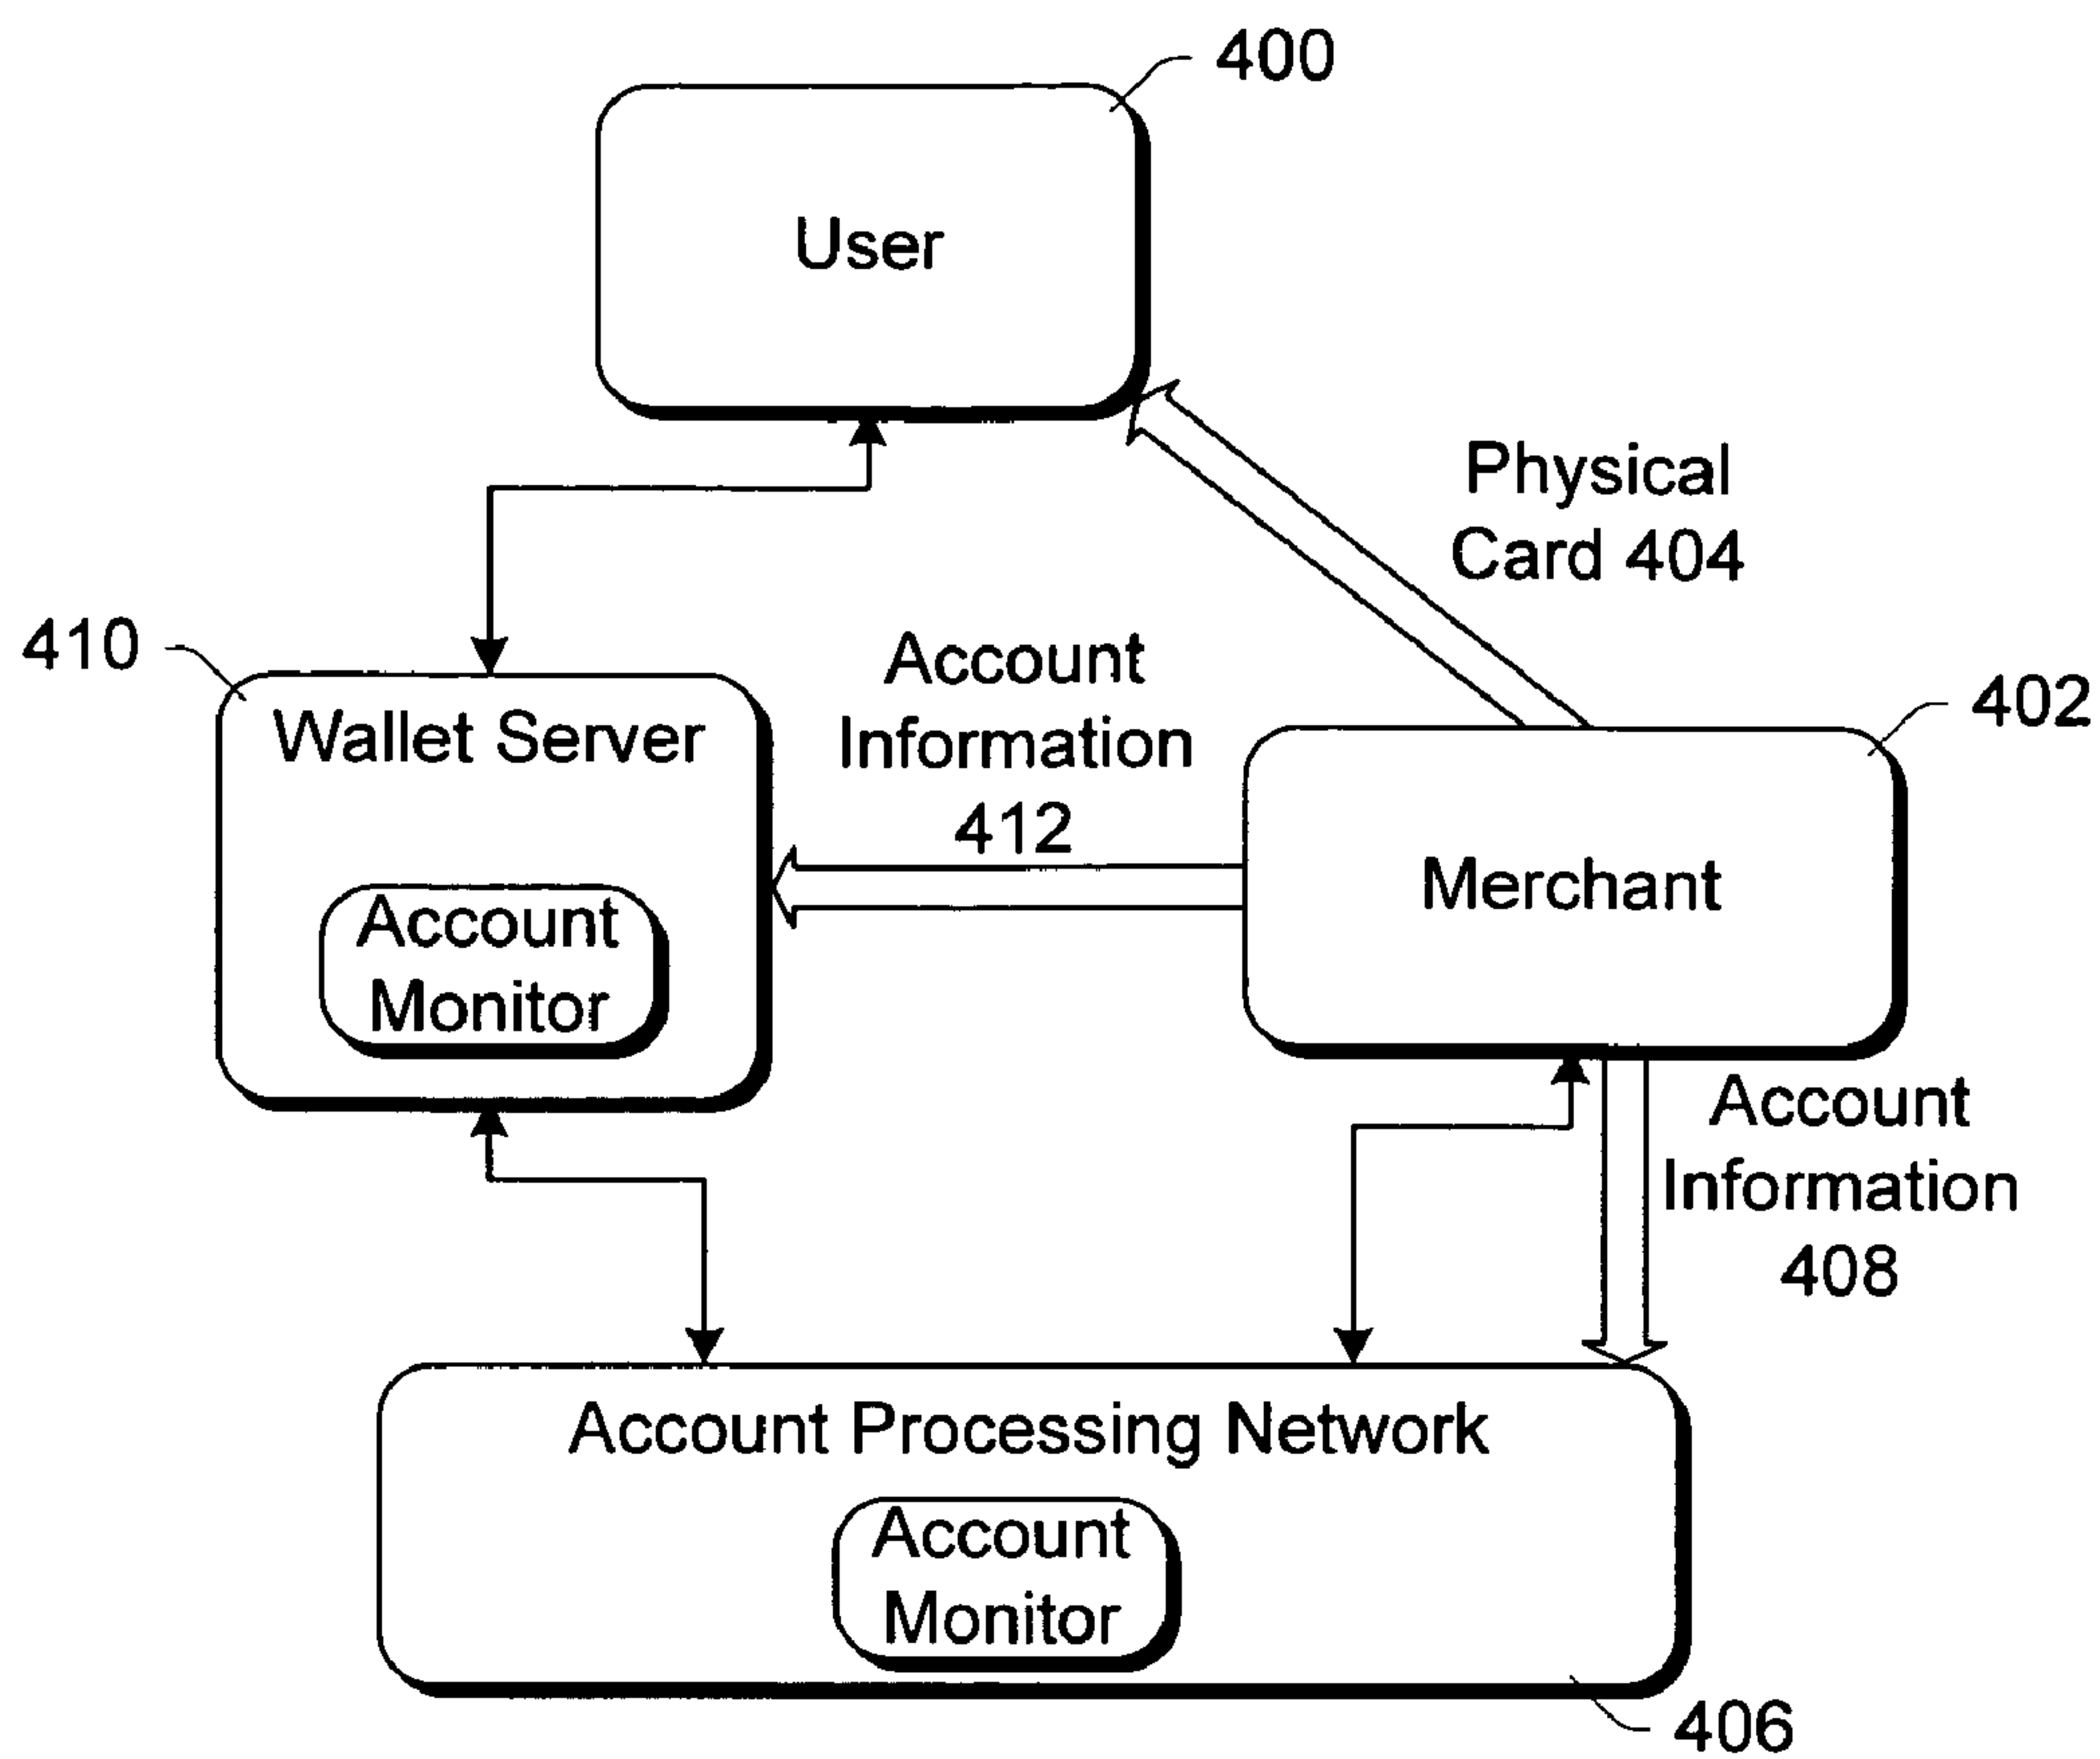 400
User
Physical
Card 404
410
Account
Information
412
402
Wallet Server
Merchant
Account
Monitor
Account
Information
408
Account Processing Network
Account
Monitor
406